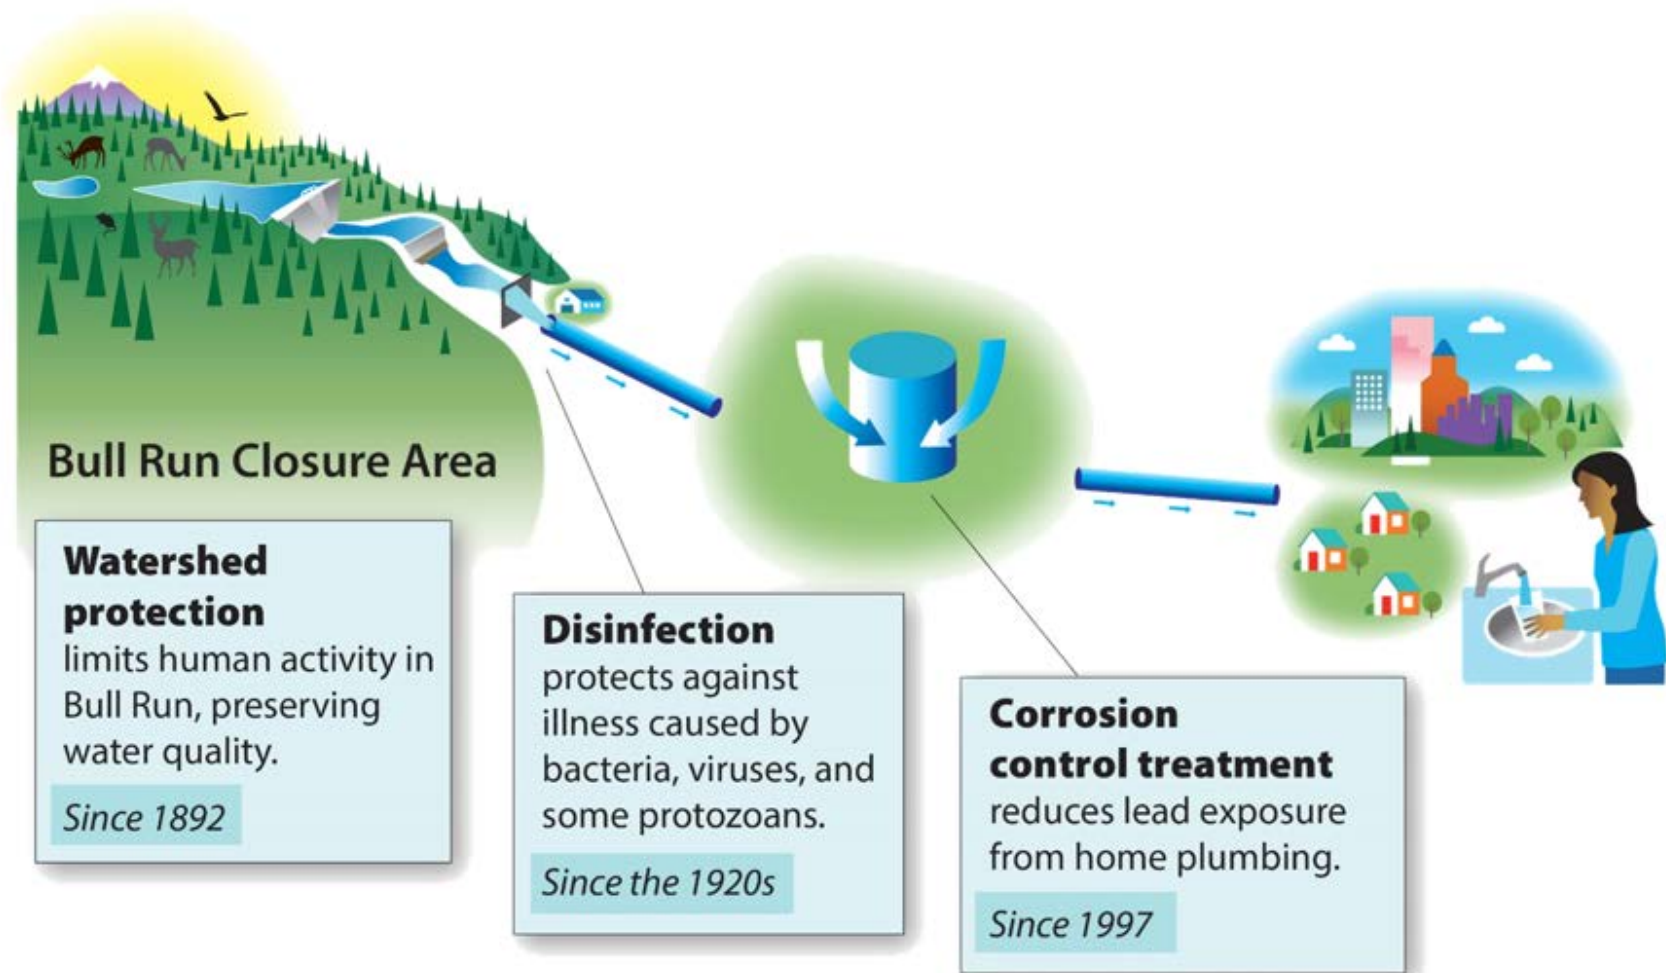 Bull Run Closure Area
Watershed
protection
limits human activity in
Bull Run, preserving
water quality.
Since 1892
Disinfection
protects against
illness caused by
bacteria, viruses, and
some protozoans.
Since the 1920s
Corrosion
control treatment
reduces lead exposure
from home plumbing.
Since 1997